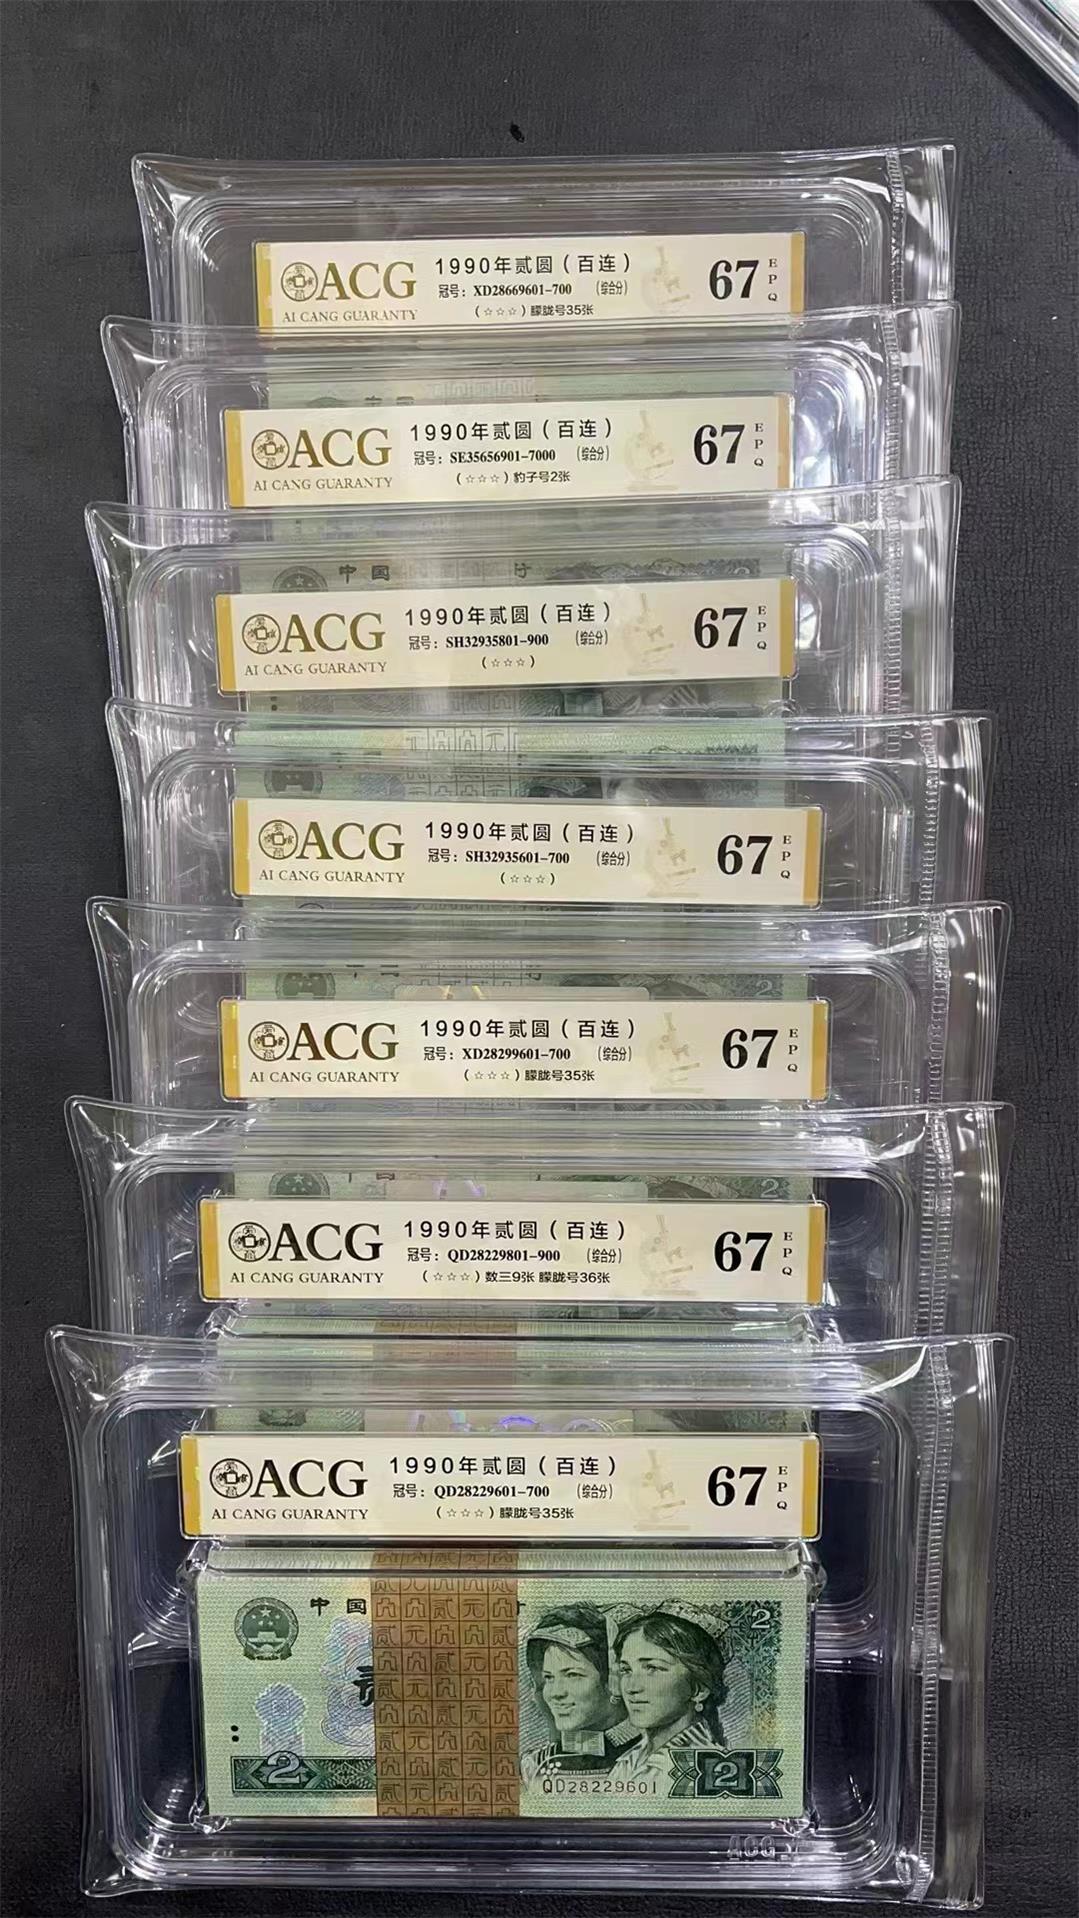 ACG
AI CANG GUARANTY
1990年贰圆（百连）
冠号：XD28669601-700 （综合分）
（☆☆☆）朦胧号35张
67 EPQ
ACG
AI CANG GUARANTY
1990年贰圆（百连）
冠号：SE35656901-7000 （综合分）
（☆☆☆）豹子号2张
67 EPQ
中国
ACG
AI CANG GUARANTY
1990年贰圆（百连）
冠号：SH32935801-900 （综合分）
（☆☆☆）
67 EPQ
ACG
AI CANG GUARANTY
1990年贰圆（百连）
冠号：SH32935601-700 （综合分）
（☆☆☆）
67 EPQ
2
ACG
AI CANG GUARANTY
1990年贰圆（百连）
冠号：XD28299601-700 （综合分）
（☆☆☆）朦胧号35张
67 EPQ
2
ACG
AI CANG GUARANTY
1990年贰圆（百连）
冠号：QD28229801-900 （综合分）
（☆☆☆）数三9张 朦胧号36张
67 EPQ
ACG
AI CANG GUARANTY
1990年贰圆（百连）
冠号：QD28229601-700 （综合分）
（☆☆☆）朦胧号35张
67 EPQ
中国
2
2
QD28229601
2
ACG